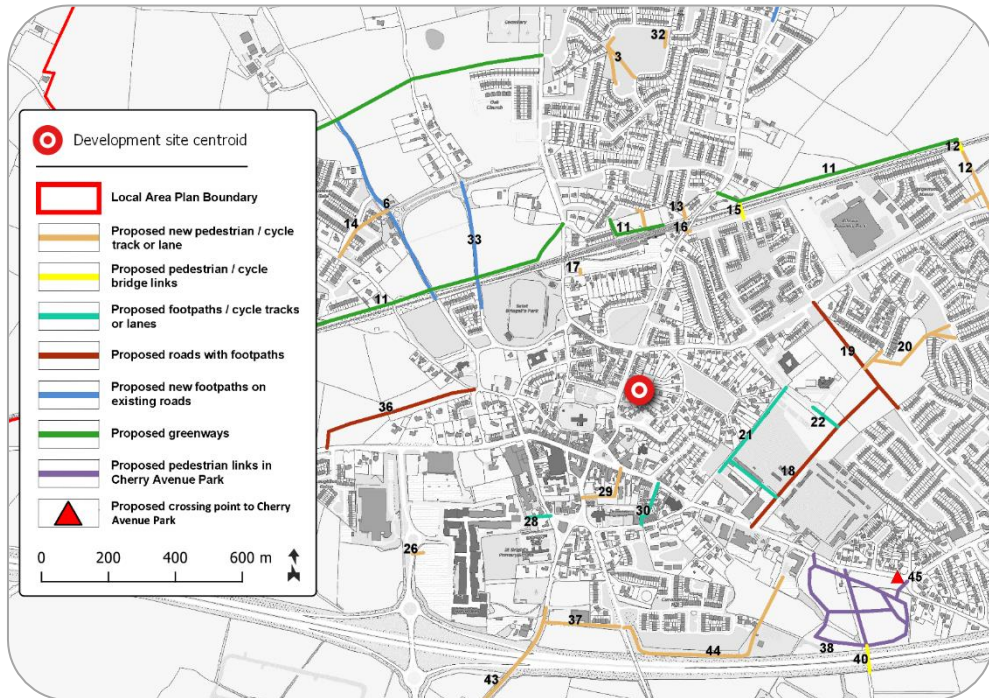 32
3
Oak
Church
12
11
12
Development site centroid
Local Area Plan Boundary
Proposed new pedestrian / cycle
track or lane
Proposed pedestrian / cycle
bridge links
Proposed footpaths / cycle tracks
or lanes
Proposed roads with footpaths
Proposed new footpaths on
existing roads
Proposed greenways
Proposed pedestrian links in
Cherry Avenue Park
Proposed crossing point to Cherry
Avenue Park
0 200 400 600 m
6
14
33
13
15
11
16
17
11
19
20
36
21
22
18
29
30
28
26
45
37
44
38
40
43